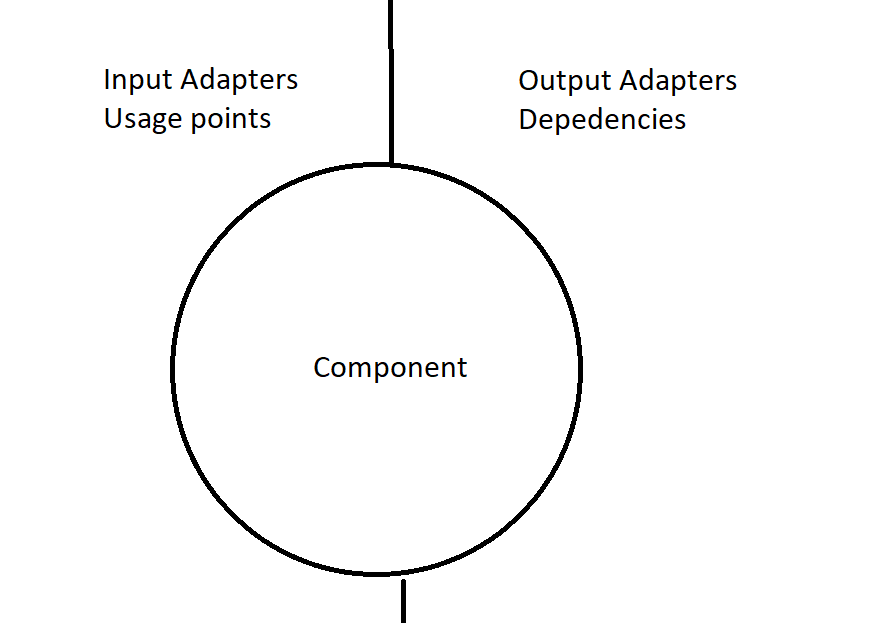 Input Adapters
Usage points
Output Adapters
Depedencies
Component